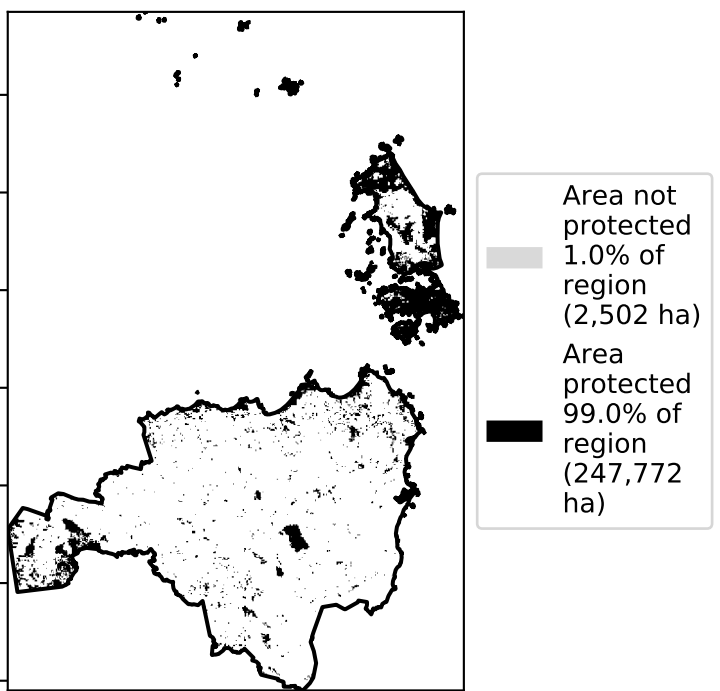 Area not
protected
1.0% of
region
(2,502 ha)
Area
protected
99.0% of
region
(247,772
ha)